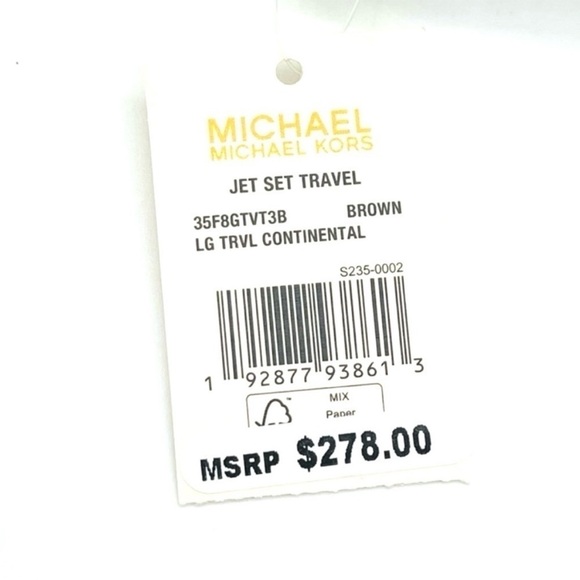 MICHAEL
MICHAEL KORS
JET SET TRAVEL
35F8GTVT3B BROWN
LG TRVL CONTINENTAL
S235-0002
1 92877 93861 3
MIX
Paper
MSRP $278.00